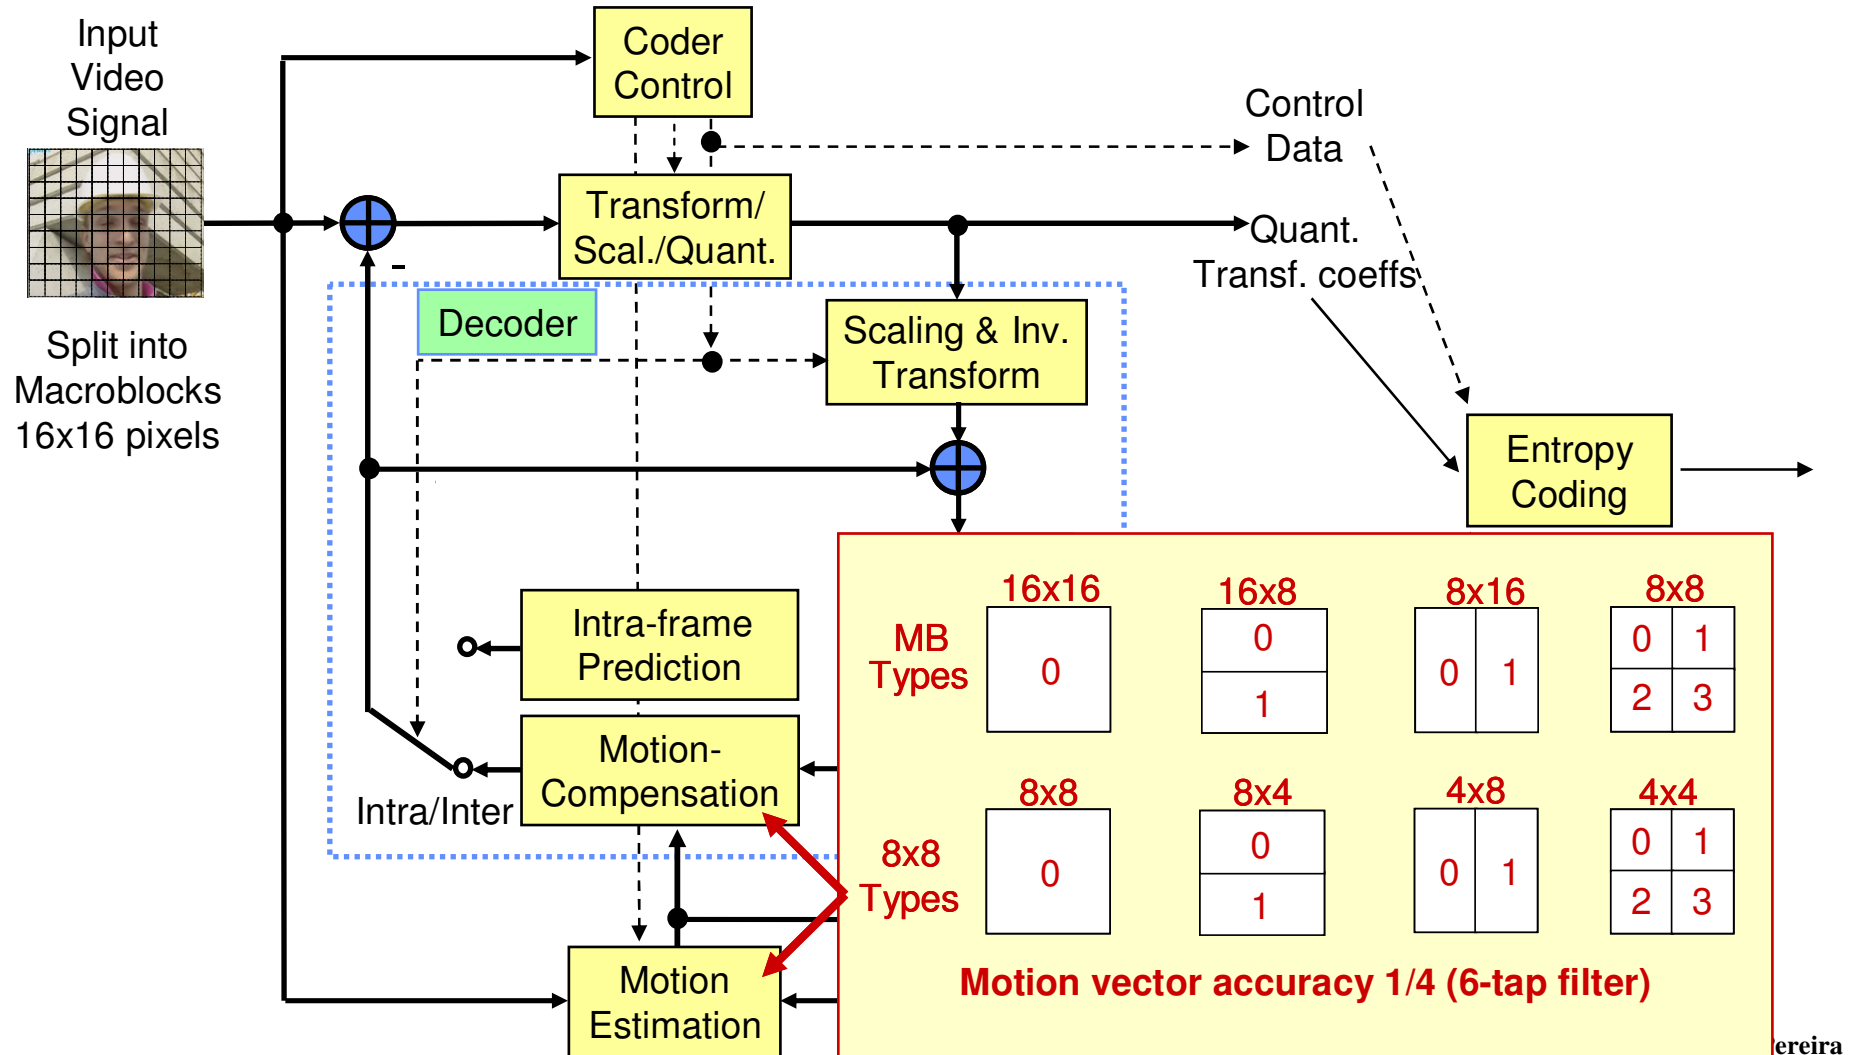 Input
Video
Signal
Split into
Macroblocks
16x16 pixels
Coder
Control
Transform/
Scal./Quant.
-
Decoder
Scaling & Inv.
Transform
Control
Data
Quant.
Transf. coeffs
Entropy
Coding
Intra-frame
Prediction
Motion-
Compensation
Intra/Inter
Motion
Estimation
16x16 16x8 8x16 8x8
MB
Types
0
0
1
0 1
0 1
2 3
8x8 8x4 4x8 4x4
8x8
Types
0
0
1
0 1
0 1
2 3
Motion vector accuracy 1/4 (6-tap filter)
ereira